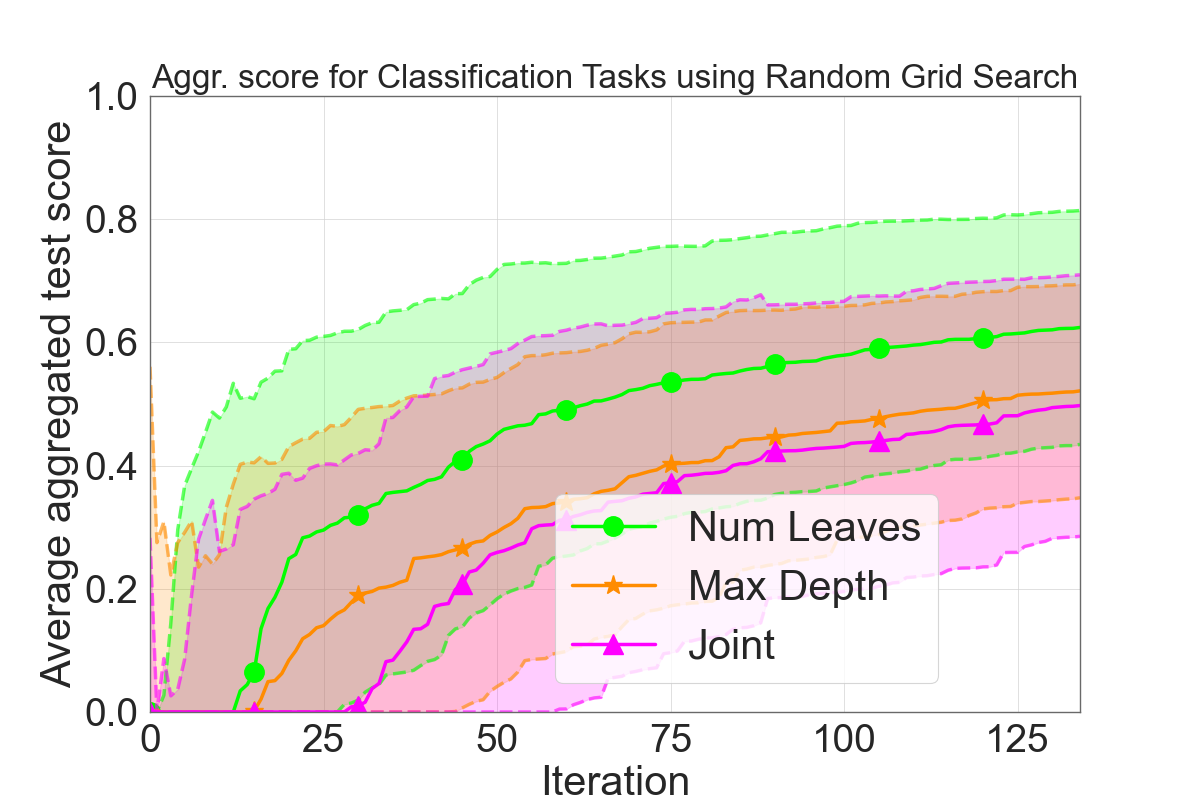 Aggr. score for Classification Tasks using Random Grid Search
Average aggregated test score
1.0
0.8
0.6
0.4
0.2
0.0
Num Leaves
Max Depth
Joint
0 25 50 75 100 125
Iteration